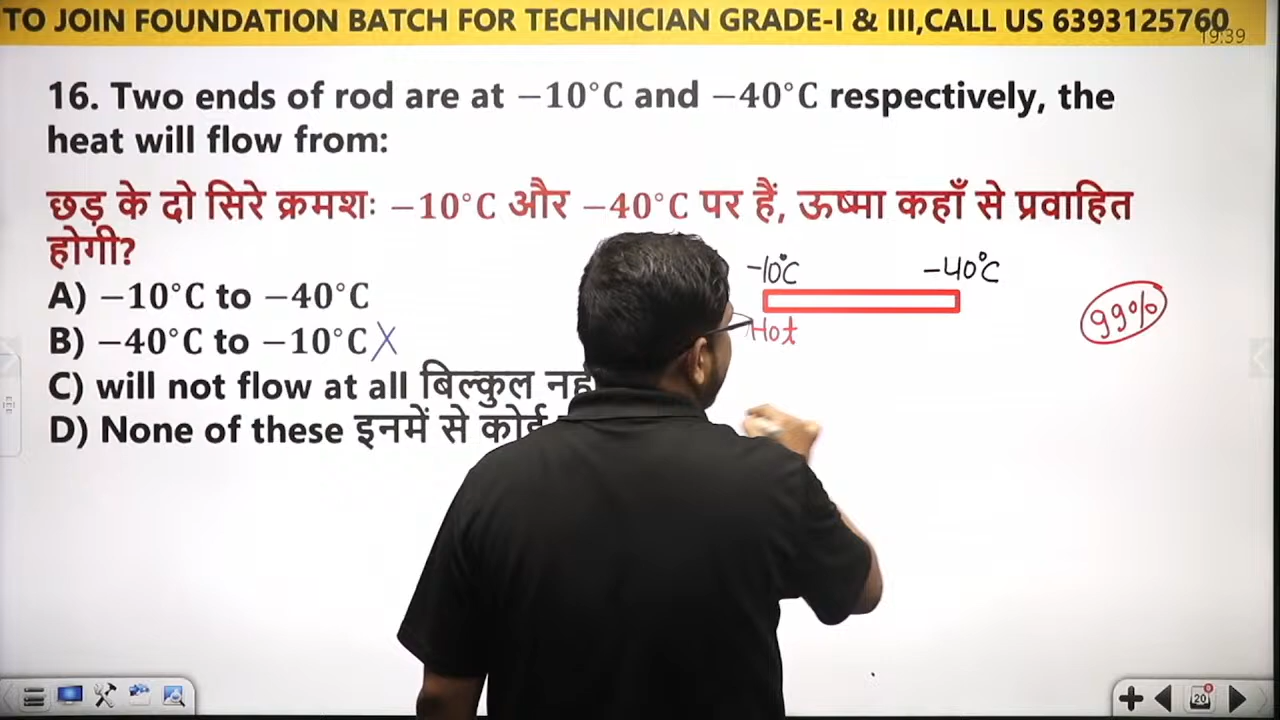 TO JOIN FOUNDATION BATCH FOR TECHNICIAN GRADE-I & III,CALL US 6393125760
19:39
16. Two ends of rod are at −10°C and −40°C respectively, the
heat will flow from:
छड़ के दो सिरे क्रमशः −10°C और −40°C पर हैं, ऊष्मा कहाँ से प्रवाहित
होगी?
A) −10°C to −40°C
B) −40°C to −10°C X
C) will not flow at all बिल्कुल
D) None of these इनमें से कोई
-10°C
-40°C
Hot
99%
20